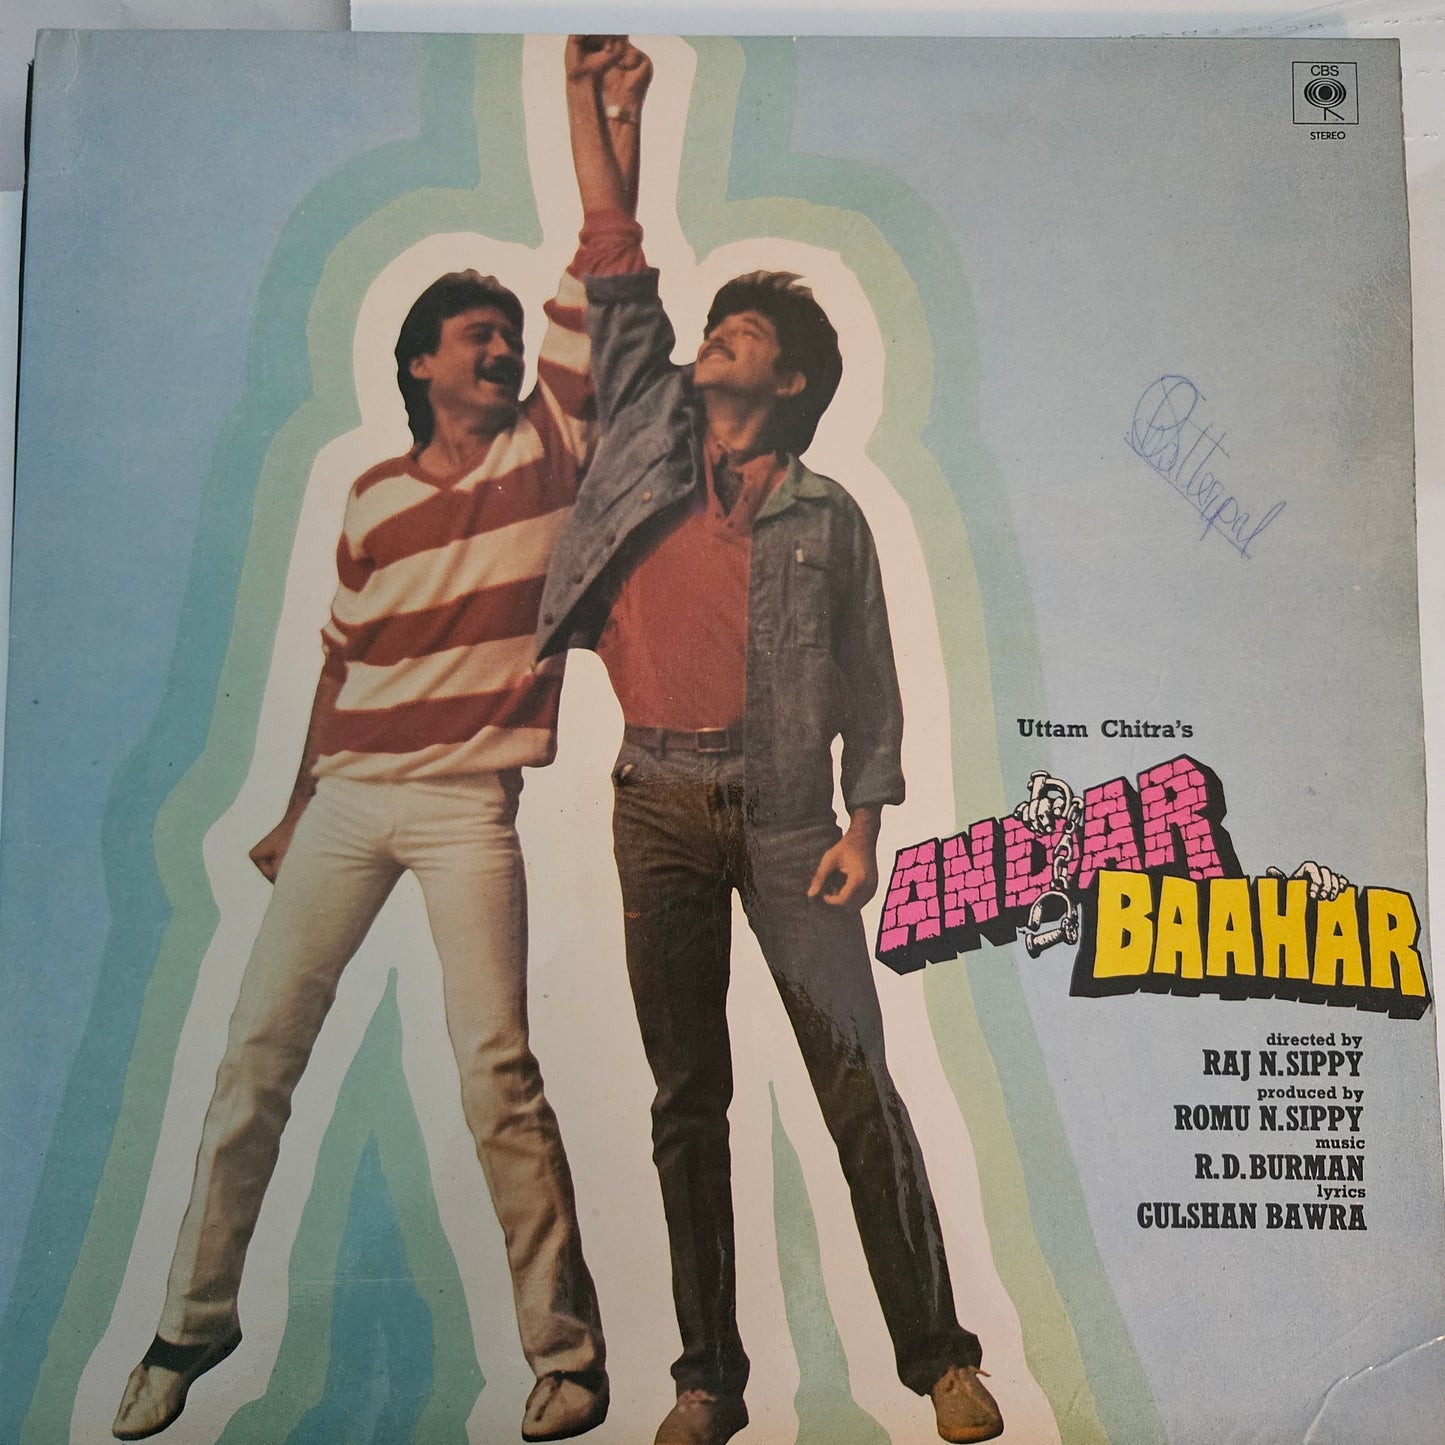 CBS
STEREO
Uttam Chitra's
ANDAR
BAAHAR
directed by
RAJ N.SIPPY
produced by
ROMU N.SIPPY
music
R.D.BURMAN
lyrics
GULSHAN BAWRA